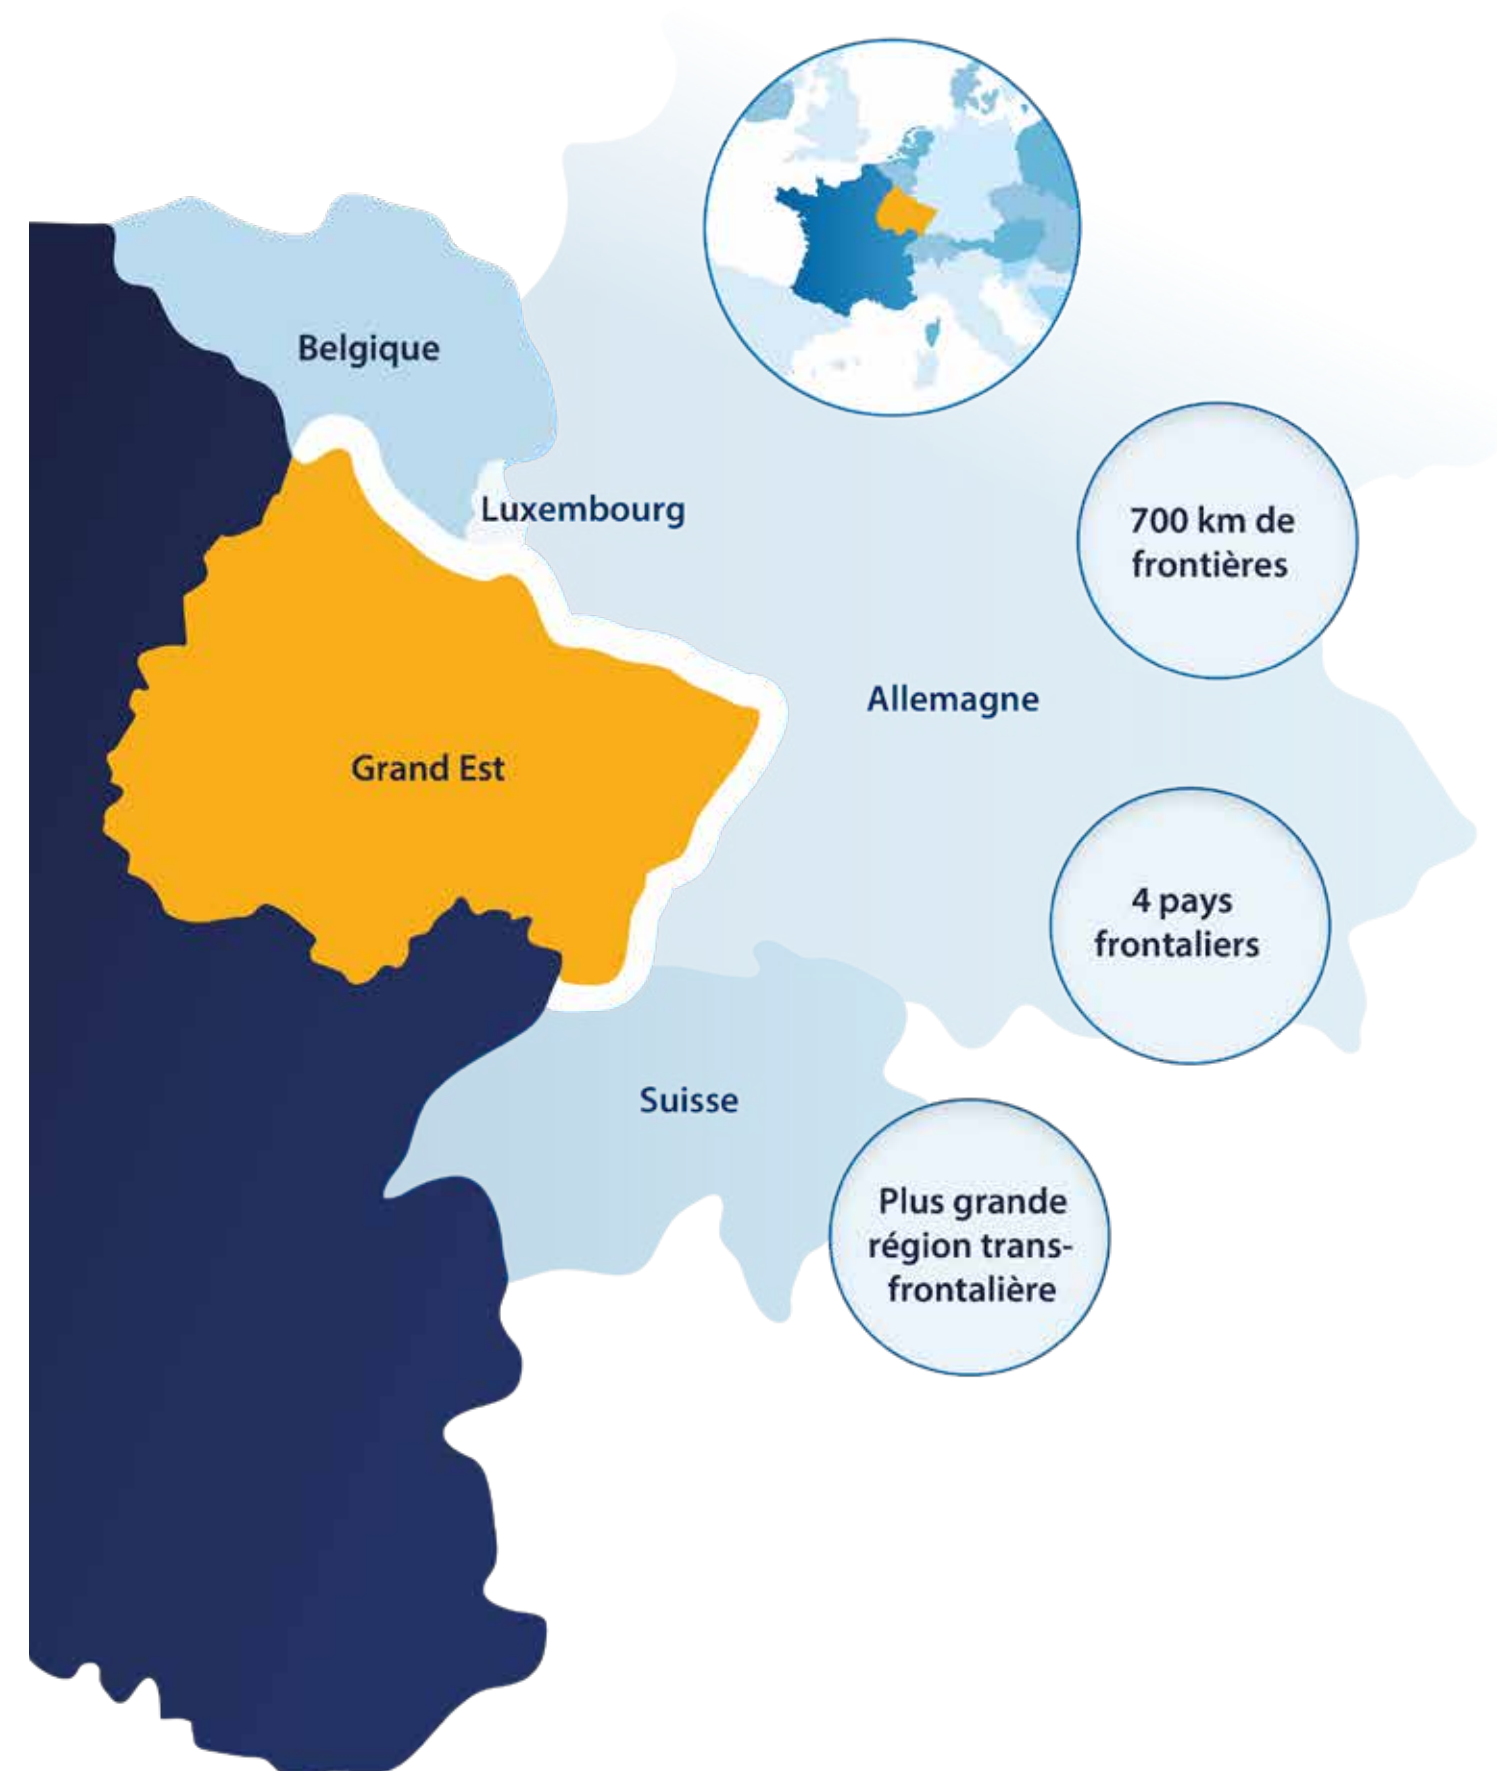 Belgique
Luxembourg
700 km de
frontières
Allemagne
Grand Est
4 pays
frontaliers
Suisse
Plus grande
région trans-
frontalière